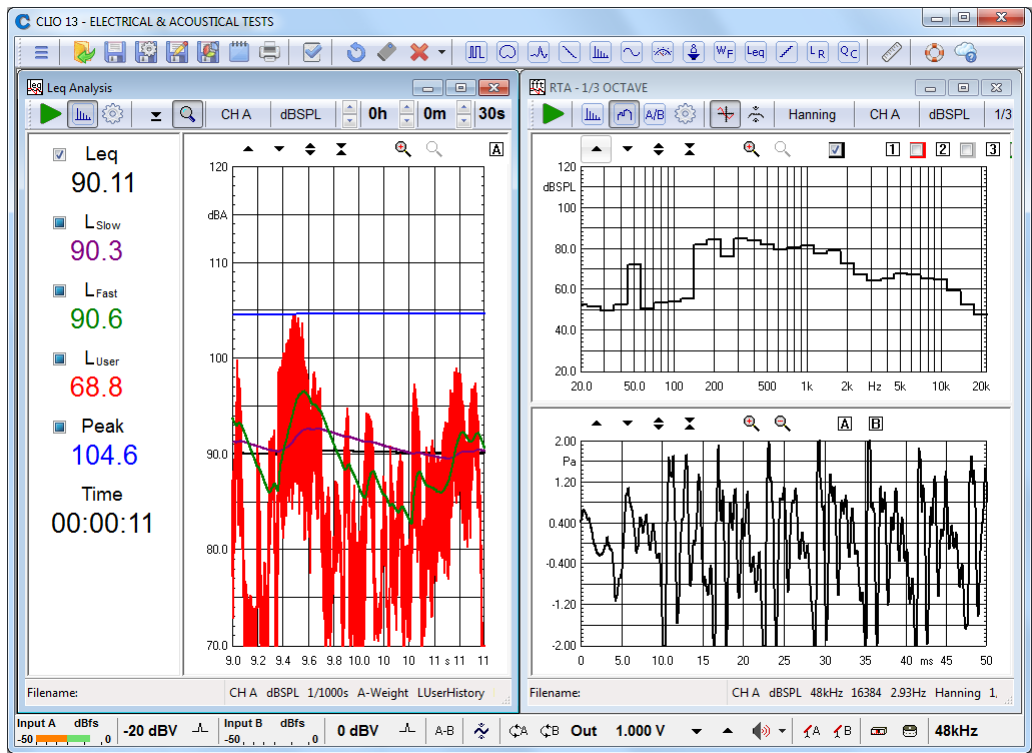 CLIO 13 - ELECTRICAL & ACOUSTICAL TESTS
WF Leq LR QC
Leq Analysis
CH A dBSPL 0h 0m 30s
Leq
90.11
LSlow
90.3
LFast
90.6
LUser
68.8
Peak
104.6
Time
00:00:11
A
120
dBA
110
100
90.0
80.0
70.0
9.0 9.2 9.4 9.6 9.8 10.0 10 10 11 s 11 11
Filename: CH A dBSPL 1/1000s A-Weight LUserHistory
RTA - 1/3 OCTAVE
A/B Hanning CH A dBSPL 1/3
1 2 3
120
dBSPL
100
80.0
60.0
40.0
20.0
20.0 50.0 100 200 500 1k 2k Hz 5k 10k 20k
A B
2.00
Pa
1.20
0.400
-0.400
-1.20
-2.00
0 5.0 10.0 15 20 25 30 35 40 ms 45 50
Filename: CH A dBSPL 48kHz 16384 2.93Hz Hanning 1,
Input A dBfs
-50 0
-20 dBV
Input B dBfs
-50 0
0 dBV A-B A B Out 1.000 V A B 48kHz